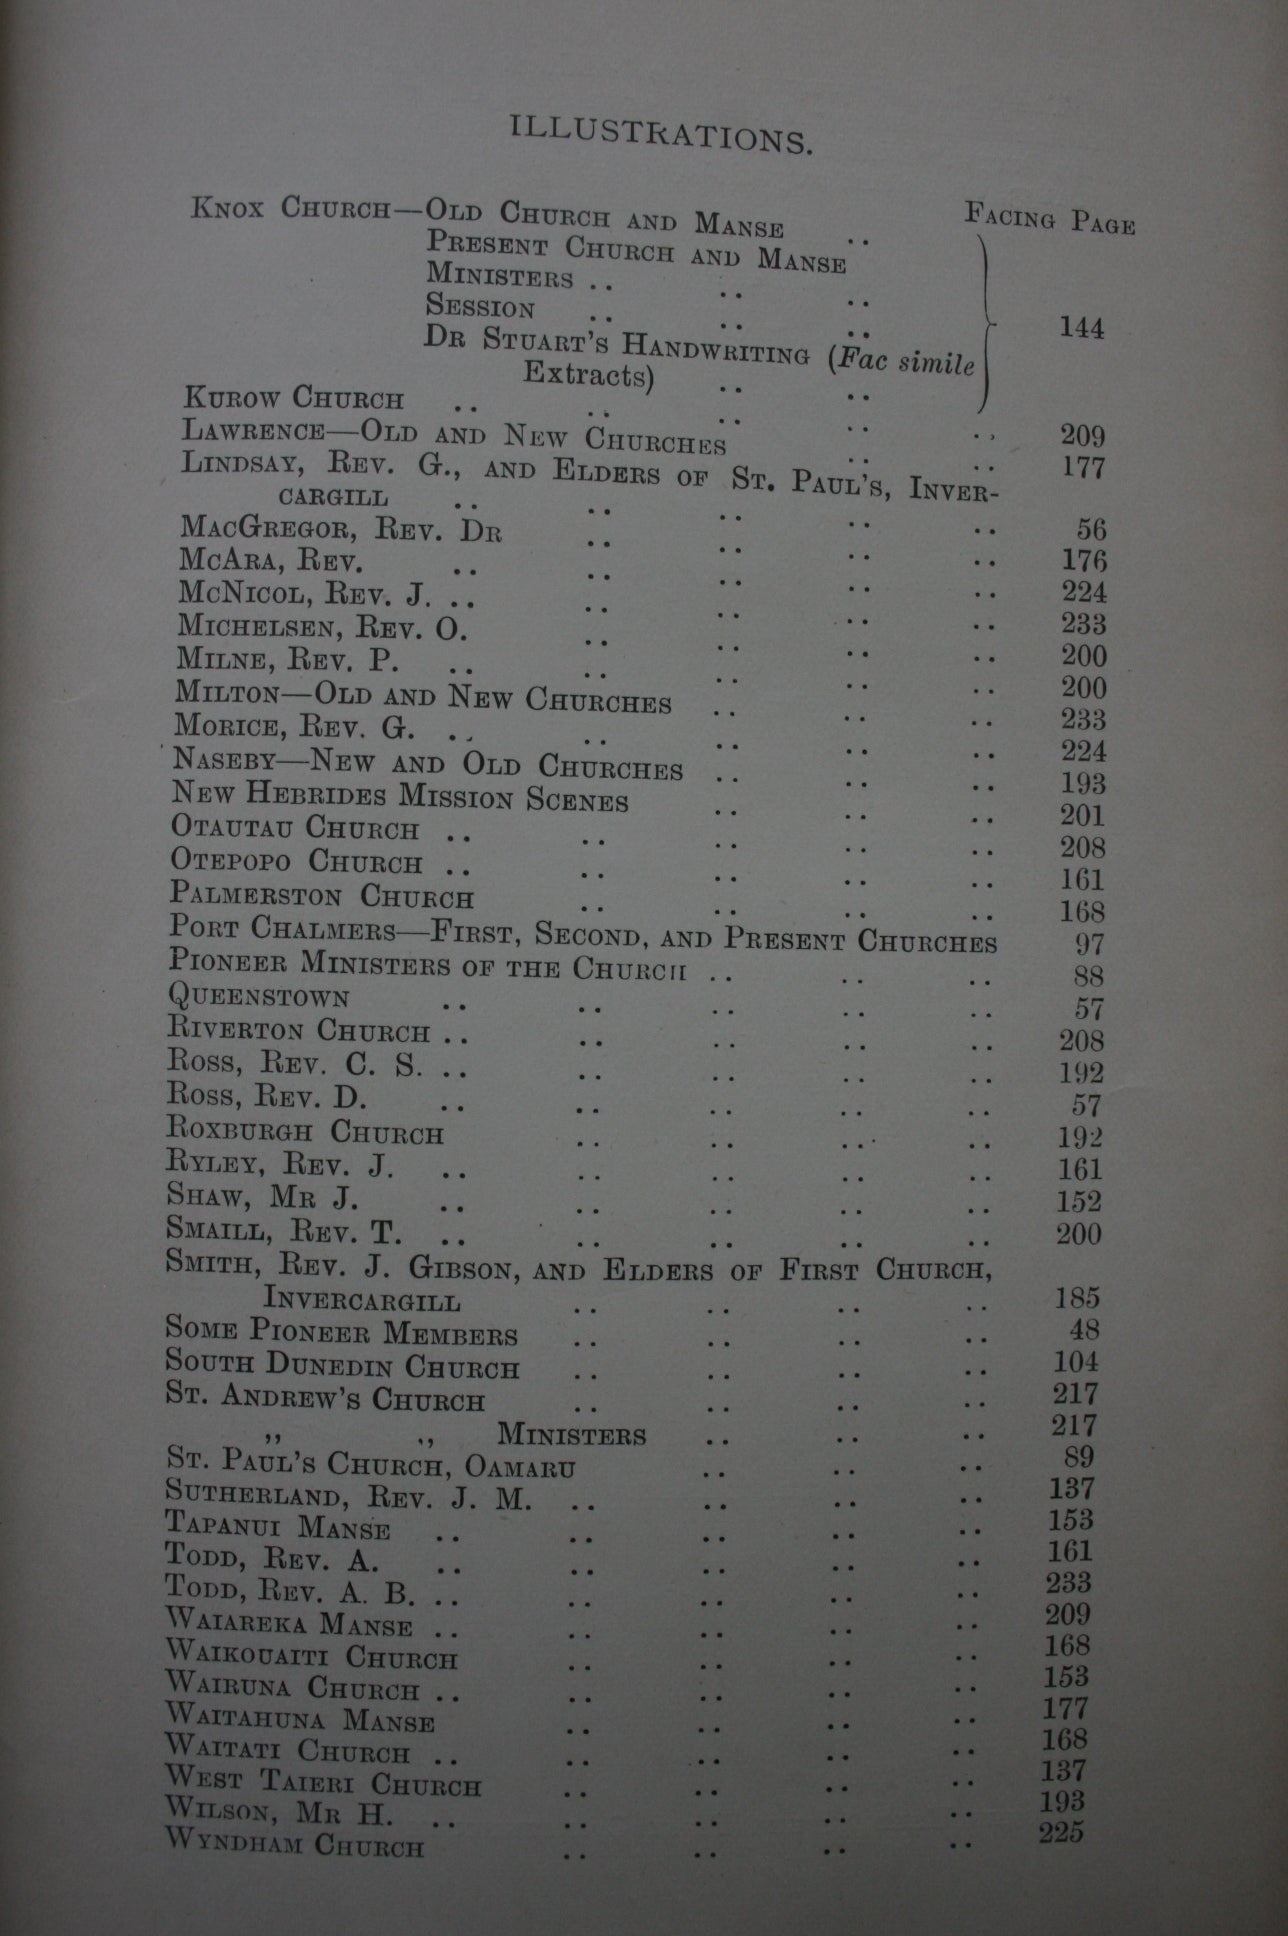 ILLUSTRATIONS.
FACING PAGE
KNOX CHURCH—OLD CHURCH AND MANSE ..
PRESENT CHURCH AND MANSE
MINISTERS .. .. ..
SESSION .. .. .. 144
DR STUART'S HANDWRITING (Fac simile
Extracts) .. ..
KUROW CHURCH .. .. .. .. .. 209
LAWRENCE—OLD AND NEW CHURCHES .. .. 177
LINDSAY, REV. G., AND ELDERS OF ST. PAUL'S, INVER-
CARGILL .. .. .. .. .. 56
MACGREGOR, REV. DR .. .. .. .. 176
MCARA, REV. .. .. .. .. .. 224
MCNICOL, REV. J. .. .. .. .. .. 233
MICHELSEN, REV. O. .. .. .. .. 200
MILNE, REV. P. .. .. .. .. .. 200
MILTON—OLD AND NEW CHURCHES .. .. .. 233
MORICE, REV. G. .. .. .. .. .. 224
NASEBY—NEW AND OLD CHURCHES .. .. .. 193
NEW HEBRIDES MISSION SCENES .. .. .. 201
OTAUTAU CHURCH .. .. .. .. .. 208
OTEPOPO CHURCH .. .. .. .. .. 161
PALMERSTON CHURCH .. .. .. .. 168
PORT CHALMERS—FIRST, SECOND, AND PRESENT CHURCHES 97
PIONEER MINISTERS OF THE CHURCH .. .. .. 88
QUEENSTOWN .. .. .. .. .. 57
RIVERTON CHURCH .. .. .. .. .. 208
ROSS, REV. C. S. .. .. .. .. .. 192
ROSS, REV. D. .. .. .. .. .. 57
ROXBURGH CHURCH .. .. .. .. 192
RYLEY, REV. J. .. .. .. .. .. 161
SHAW, MR J. .. .. .. .. .. 152
SMAILL, REV. T. .. .. .. .. .. 200
SMITH, REV. J. GIBSON, AND ELDERS OF FIRST CHURCH,
INVERCARGILL .. .. .. .. 185
SOME PIONEER MEMBERS .. .. .. .. 48
SOUTH DUNEDIN CHURCH .. .. .. .. 104
ST. ANDREW'S CHURCH .. .. .. .. 217
,, ,, MINISTERS .. .. .. 217
ST. PAUL'S CHURCH, OAMARU .. .. .. 89
SUTHERLAND, REV. J. M. .. .. .. .. 137
TAPANUI MANSE .. .. .. .. .. 153
TODD, REV. A. .. .. .. .. .. 161
TODD, REV. A. B. .. .. .. .. .. 233
WAIAREKA MANSE .. .. .. .. .. 209
WAIKOUAITI CHURCH .. .. .. .. 168
WAIRUNA CHURCH .. .. .. .. .. 153
WAITAHUNA MANSE .. .. .. .. 177
WAITATI CHURCH .. .. .. .. .. 168
WEST TAIERI CHURCH .. .. .. .. 137
WILSON, MR H. .. .. .. .. .. 193
WYNDHAM CHURCH .. .. .. .. 225